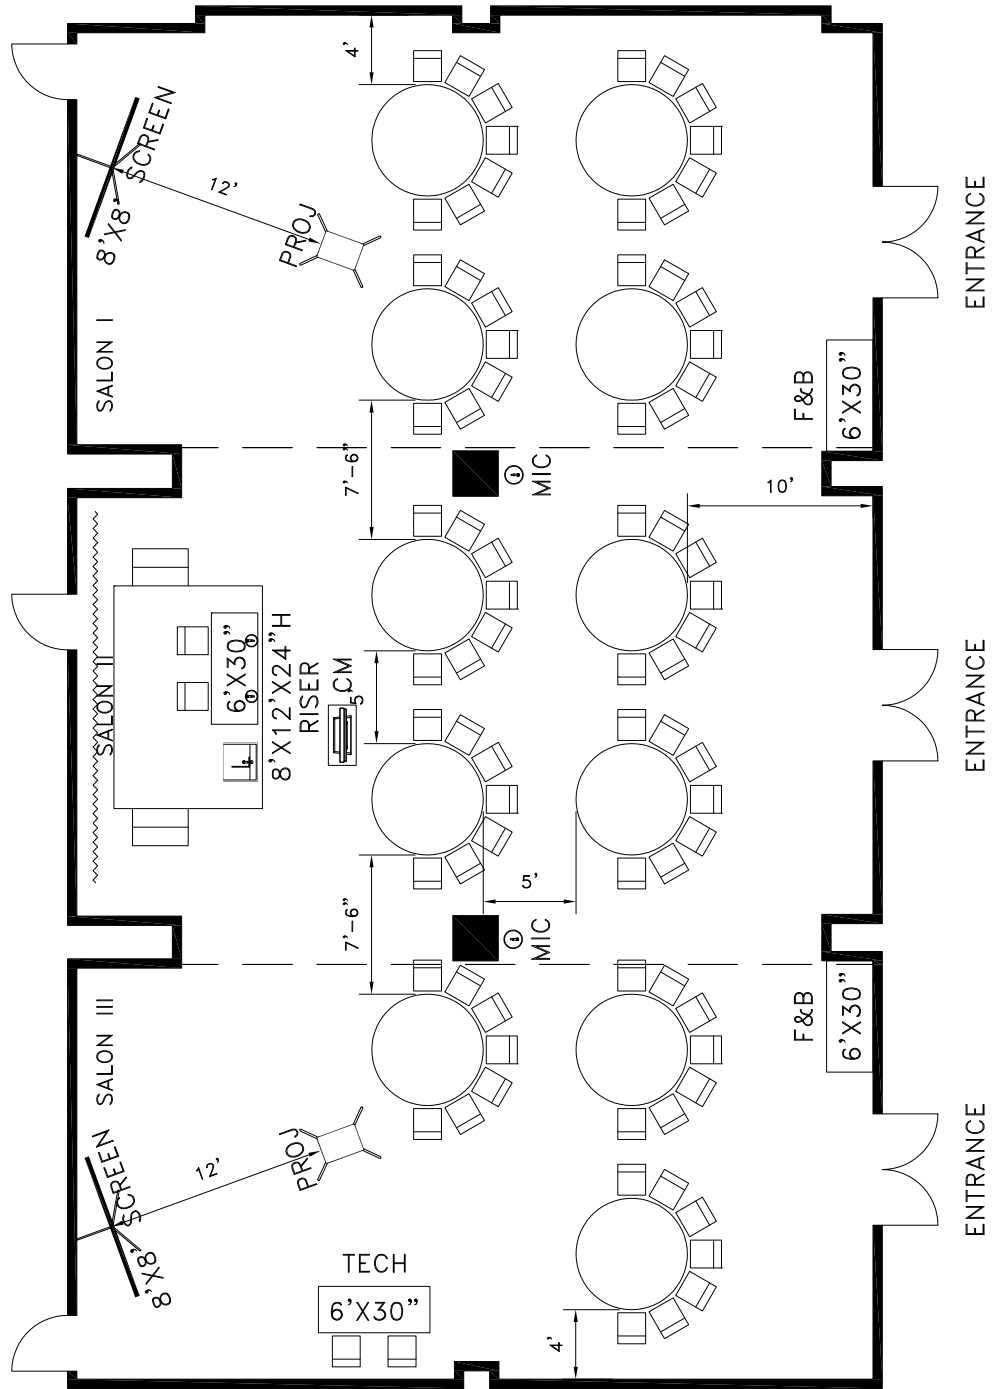 4'
SCREEN
8'X8'
12'
PROJ
ENTRANCE
SALON I
F&B
6'X30"
7'-6"
MIC
10'
SALON II
6'X30"
8'X12'X24"H
RISER
CM
5'
L
ENTRANCE
5'
7'-6"
MIC
SALON III
F&B
6'X30"
SCREEN
8'X8'
12'
PROJ
ENTRANCE
TECH
6'X30"
4'